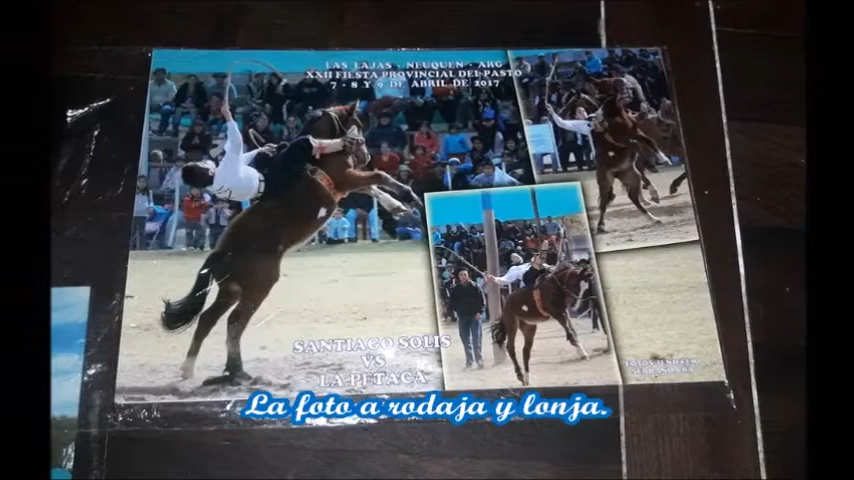 LAS LAJAS - NEUQUEN - ARG
XXII FIESTA PROVINCIAL DEL PASTO
7 - 8 Y 9 DE ABRIL DE 2017
SANTIAGO SOLIS
VS
LA PETACA
FOTOS
La foto a rodaja y lonja.